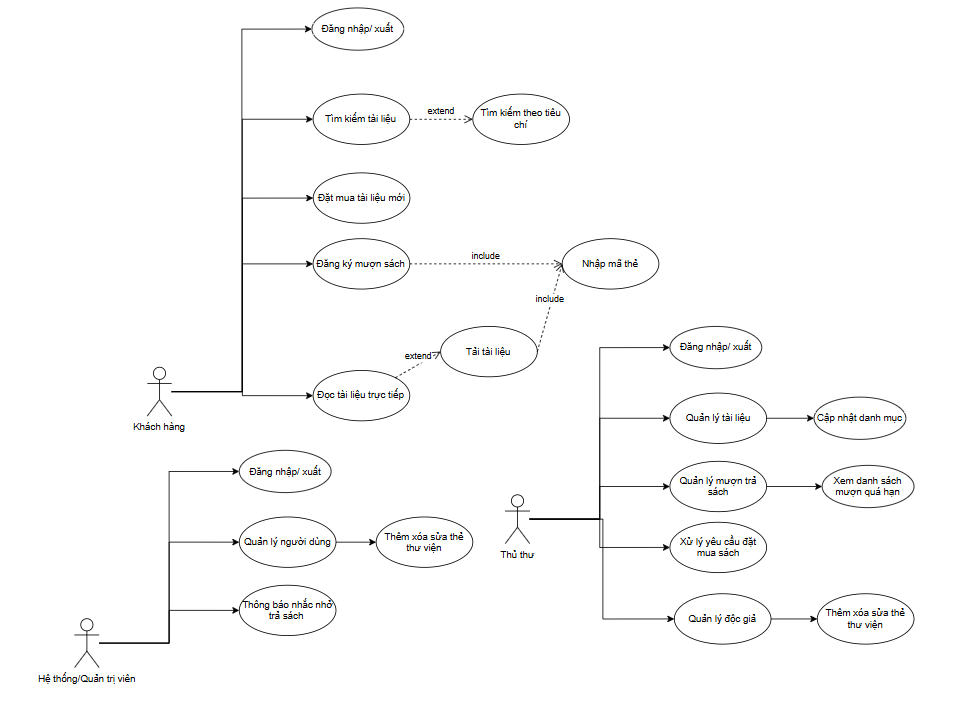 Đăng nhập/ xuất
Tìm kiếm tài liệu
extend
Tìm kiếm theo tiêu
chí
Đặt mua tài liệu mới
Đăng ký mượn sách
include
Nhập mã thẻ
include
Tải tài liệu
extend
Đọc tài liệu trực tiếp
Khách hàng
Đăng nhập/ xuất
Quản lý tài liệu
Cập nhật danh mục
Quản lý mượn trả
sách
Xem danh sách
mượn quá hạn
Xử lý yêu cầu đặt
mua sách
Thủ thư
Quản lý độc giả
Thêm xóa sửa thẻ
thư viện
Đăng nhập/ xuất
Quản lý người dùng
Thêm xóa sửa thẻ
thư viện
Thông báo nhắc nhở
trả sách
Hệ thống/Quản trị viên